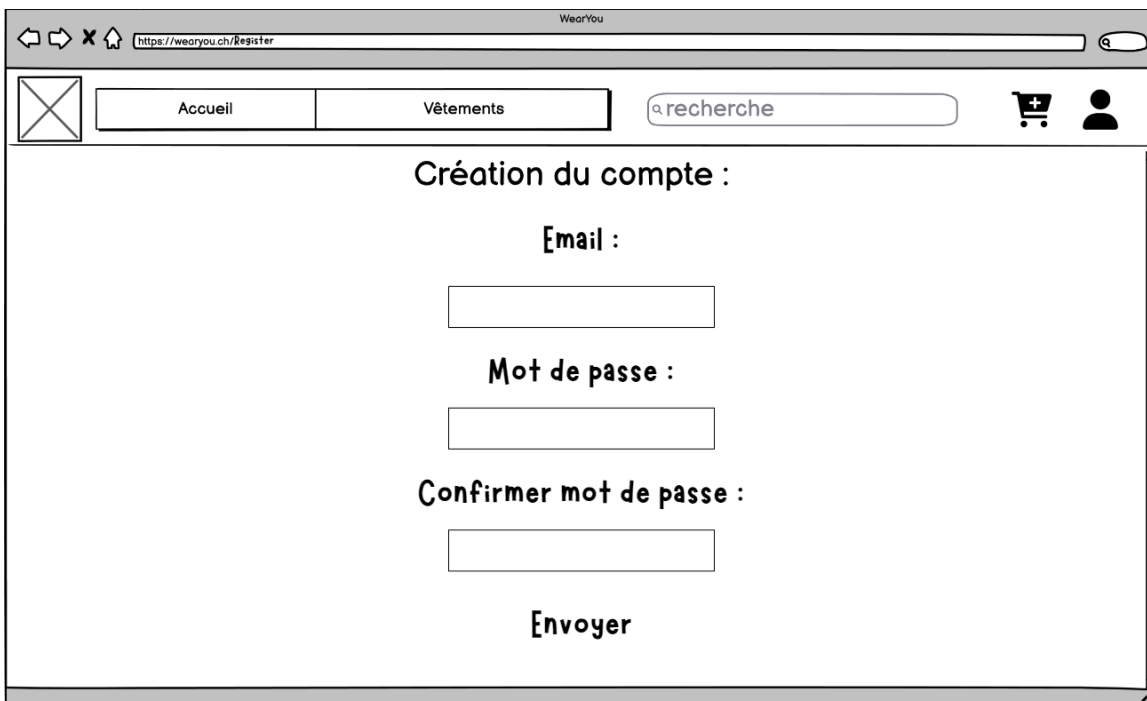 WearYou
https://wearyou.ch/Register
Accueil
Vêtements
recherche
Création du compte :
Email :
Mot de passe :
Confirmer mot de passe :
Envoyer